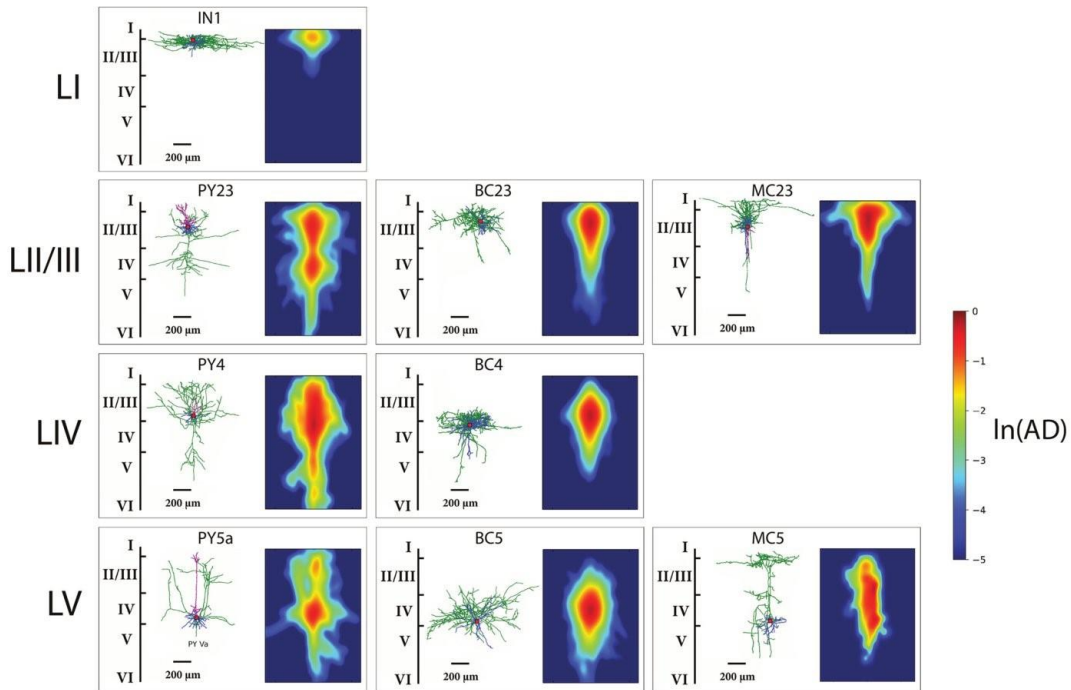 IN1
I
II/III
IV
V
VI
200 µm
LI
PY23
I
II/III
IV
V
VI
200 µm
BC23
I
II/III
IV
V
VI
200 µm
MC23
I
II/III
IV
V
VI
200 µm
LII/III
PY4
I
II/III
IV
V
VI
200 µm
BC4
I
II/III
IV
V
VI
200 µm
LIV
PY5a
I
II/III
IV
V
VI
PY Va
200 µm
BC5
I
II/III
IV
V
VI
200 µm
MC5
I
II/III
IV
V
VI
200 µm
LV
0
−1
−2
−3
−4
−5
ln(AD)